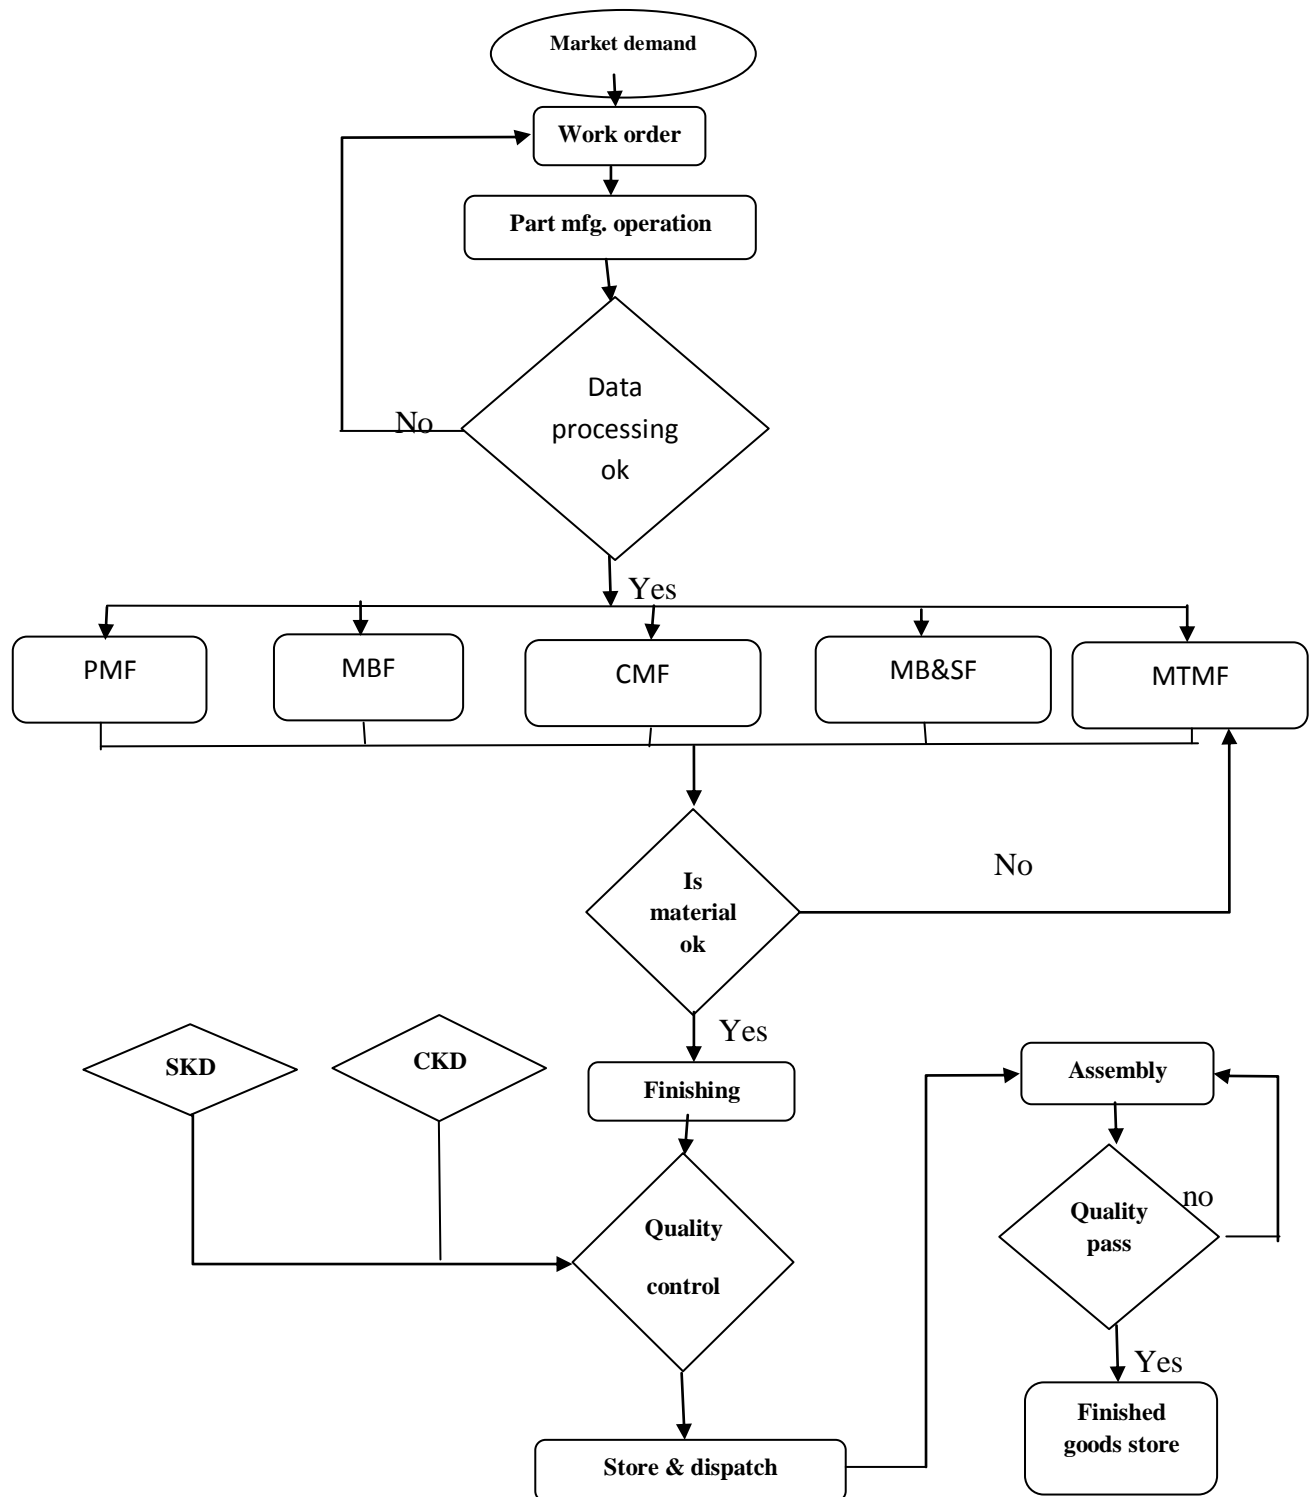 Market demand
Work order
Part mfg. operation
Data
processing
ok
No
Yes
PMF
MBF
CMF
MB&SF
MTMF
Is
material
ok
No
Yes
SKD
CKD
Finishing
Assembly
Quality
control
Quality
pass
no
Yes
Finished
goods store
Store & dispatch